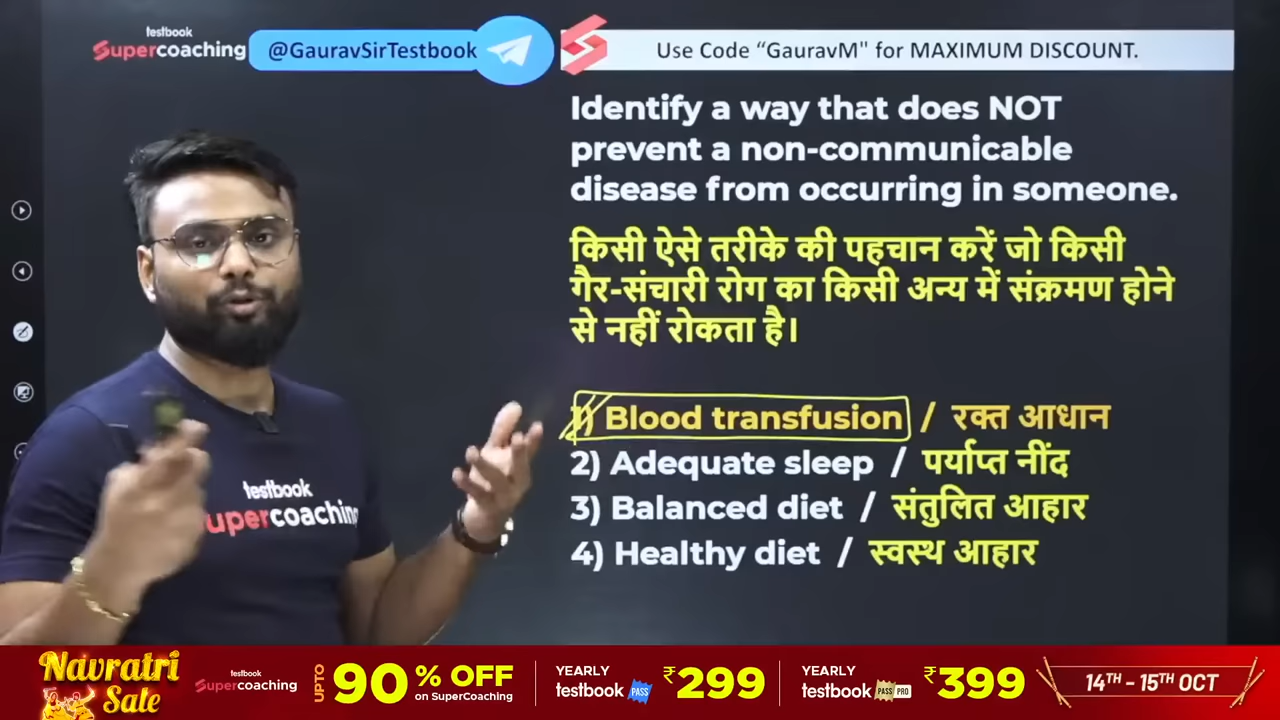 testbook
Supercoaching
@GauravSirTestbook
Use Code “GauravM" for MAXIMUM DISCOUNT.
Identify a way that does NOT
prevent a non-communicable
disease from occurring in someone.
किसी ऐसे तरीके की पहचान करें जो किसी
गैर-संचारी रोग का किसी अन्य में संक्रमण होने
से नहीं रोकता है।
1) Blood transfusion / रक्त आधान
2) Adequate sleep / पर्याप्त नींद
3) Balanced diet / संतुलित आहार
4) Healthy diet / स्वस्थ आहार
testbook
Supercoaching
Navratri
Sale
testbook
Supercoaching
UPTO 90% OFF
on SuperCoaching
YEARLY
testbook PASS
₹299
YEARLY
testbook PASS PRO
₹399
14TH - 15TH OCT